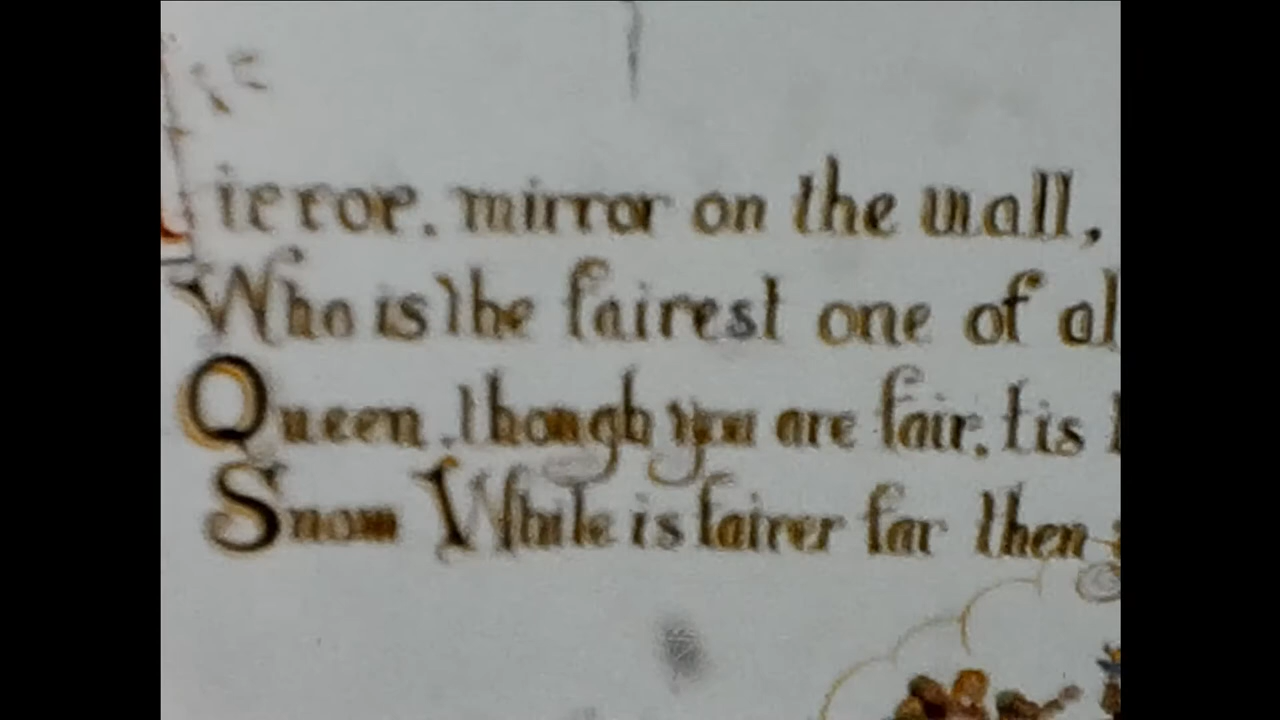 irror, mirror on the wall,
Who is the fairest one of al
Queen, though you are fair, tis
Snow White is fairer far then